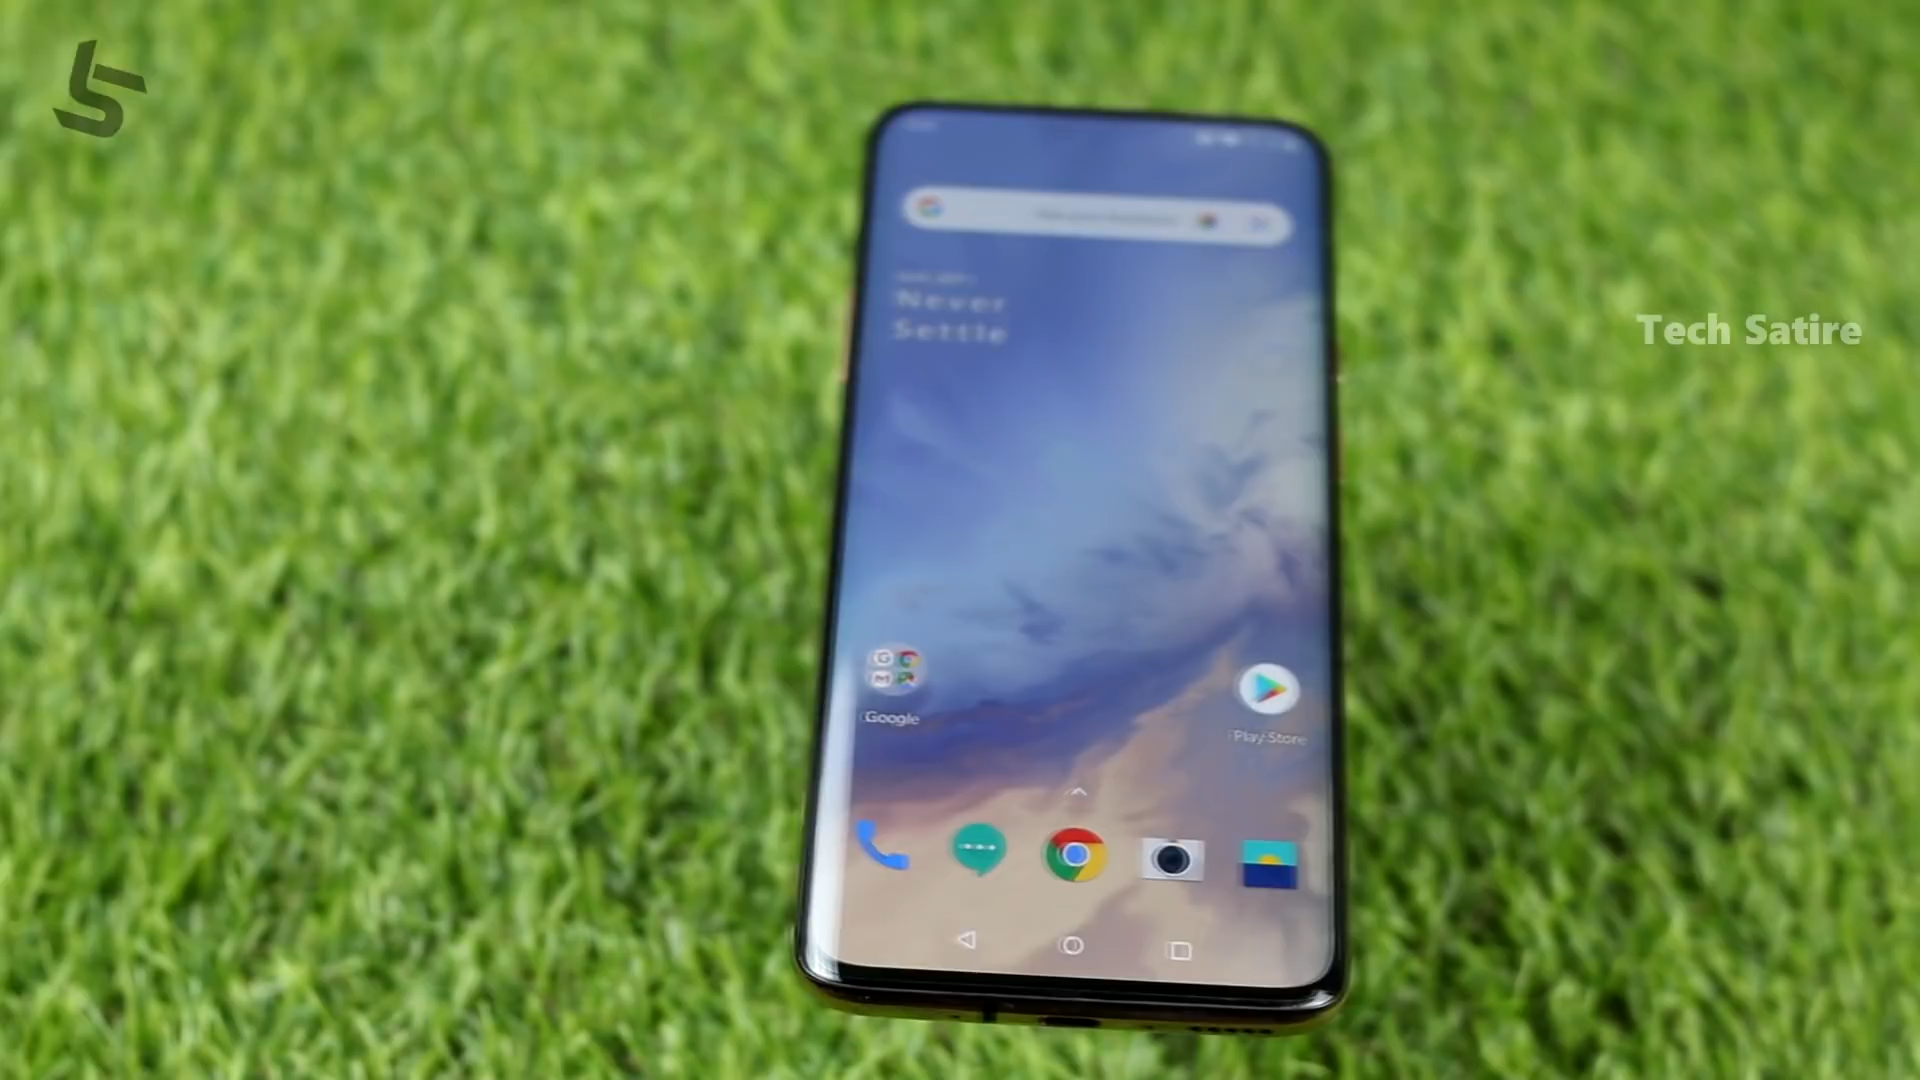 Never
Settle
Tech Satire
Google
Play Store